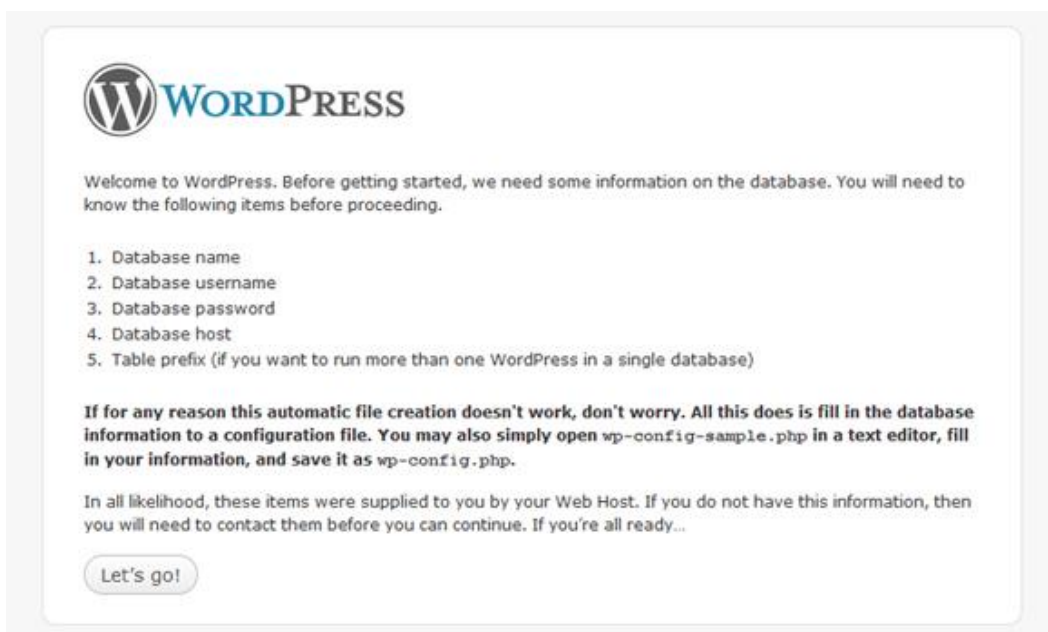 WORDPRESS
Welcome to WordPress. Before getting started, we need some information on the database. You will need to
know the following items before proceeding.
1. Database name
2. Database username
3. Database password
4. Database host
5. Table prefix (if you want to run more than one WordPress in a single database)
If for any reason this automatic file creation doesn't work, don't worry. All this does is fill in the database
information to a configuration file. You may also simply open wp-config-sample.php in a text editor, fill
in your information, and save it as wp-config.php.
In all likelihood, these items were supplied to you by your Web Host. If you do not have this information, then
you will need to contact them before you can continue. If you're all ready…
Let's go!